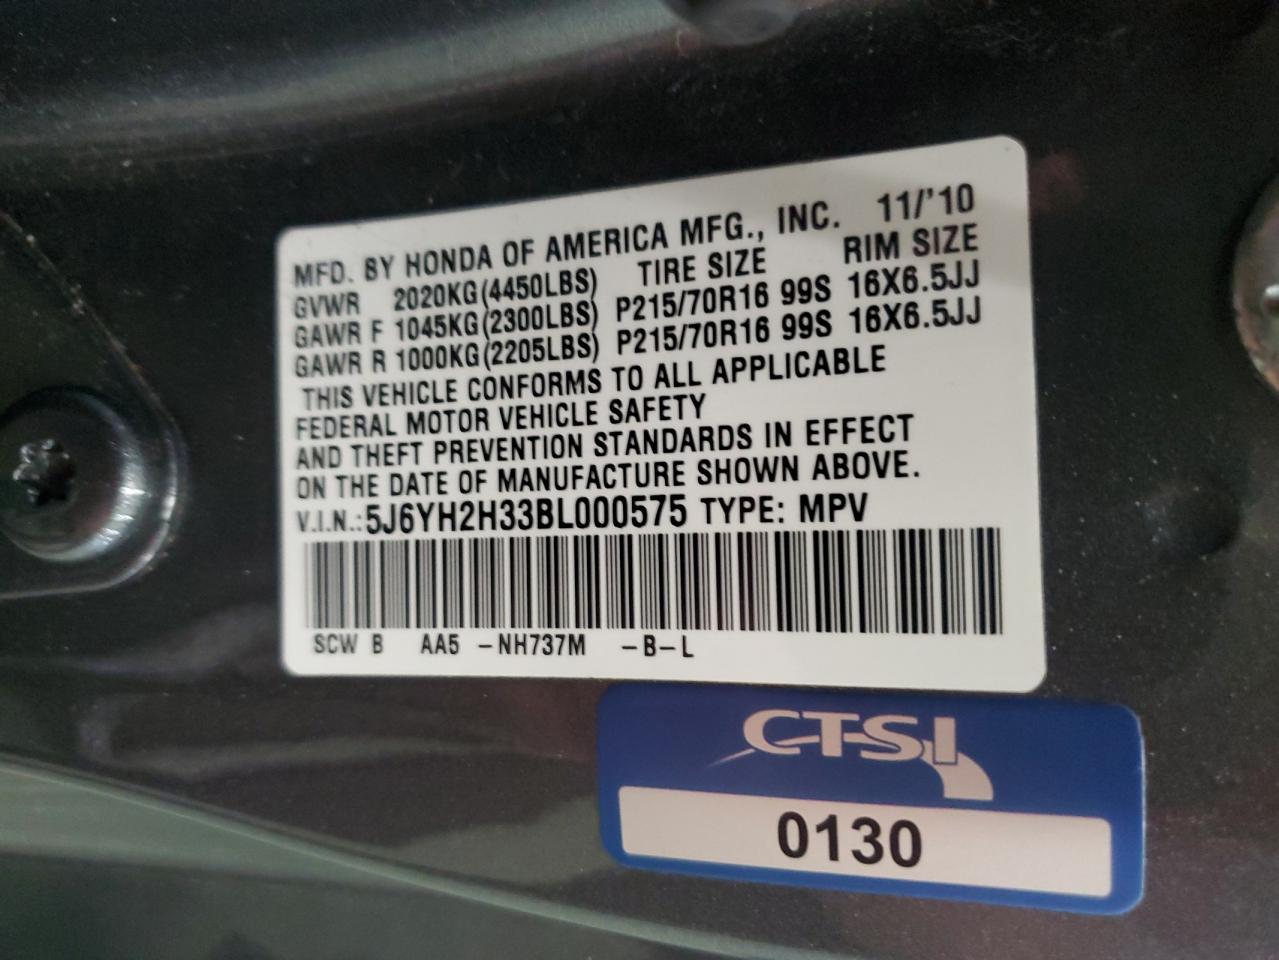 MFD. BY HONDA OF AMERICA MFG., INC. 11/'10
GVWR 2020KG(4450LBS) TIRE SIZE RIM SIZE
GAWR F 1045KG(2300LBS) P215/70R16 99S 16X6.5JJ
GAWR R 1000KG(2205LBS) P215/70R16 99S 16X6.5JJ
THIS VEHICLE CONFORMS TO ALL APPLICABLE
FEDERAL MOTOR VEHICLE SAFETY
AND THEFT PREVENTION STANDARDS IN EFFECT
ON THE DATE OF MANUFACTURE SHOWN ABOVE.
V.I.N.:5J6YH2H33BL000575 TYPE: MPV
SCW B AA5 -NH737M -B-L
CTSI
0130